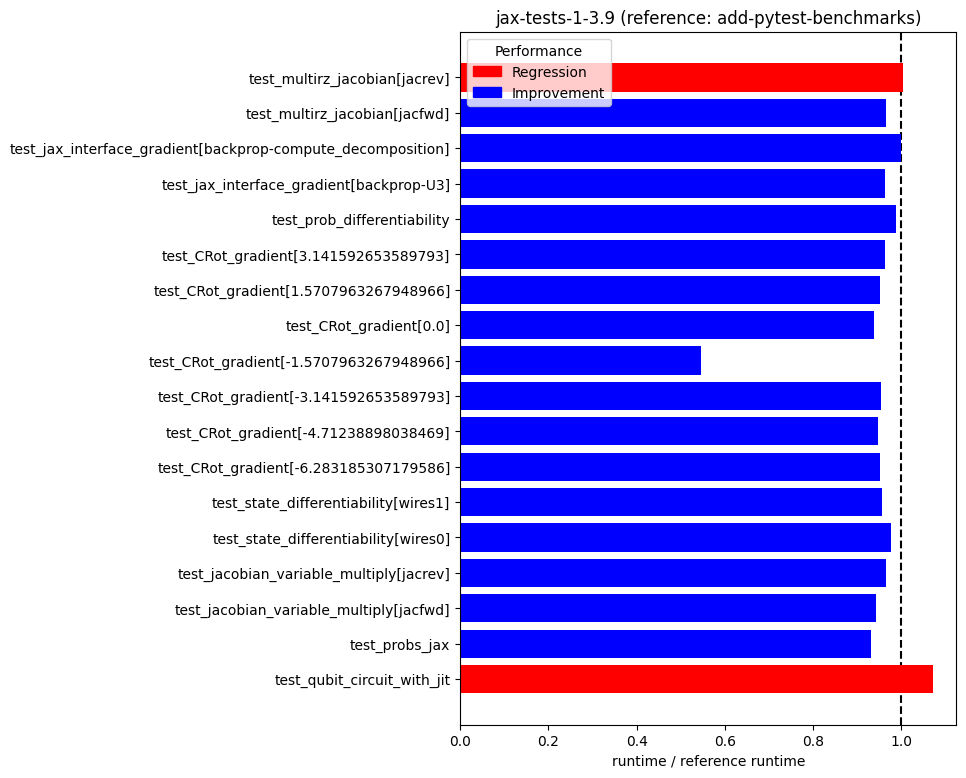 jax-tests-1-3.9 (reference: add-pytest-benchmarks)
Performance
Regression
Improvement
test_multirz_jacobian[jacrev]
test_multirz_jacobian[jacfwd]
test_jax_interface_gradient[backprop-compute_decomposition]
test_jax_interface_gradient[backprop-U3]
test_prob_differentiability
test_CRot_gradient[3.141592653589793]
test_CRot_gradient[1.5707963267948966]
test_CRot_gradient[0.0]
test_CRot_gradient[-1.5707963267948966]
test_CRot_gradient[-3.141592653589793]
test_CRot_gradient[-4.71238898038469]
test_CRot_gradient[-6.283185307179586]
test_state_differentiability[wires1]
test_state_differentiability[wires0]
test_jacobian_variable_multiply[jacrev]
test_jacobian_variable_multiply[jacfwd]
test_probs_jax
test_qubit_circuit_with_jit
0.0 0.2 0.4 0.6 0.8 1.0
runtime / reference runtime